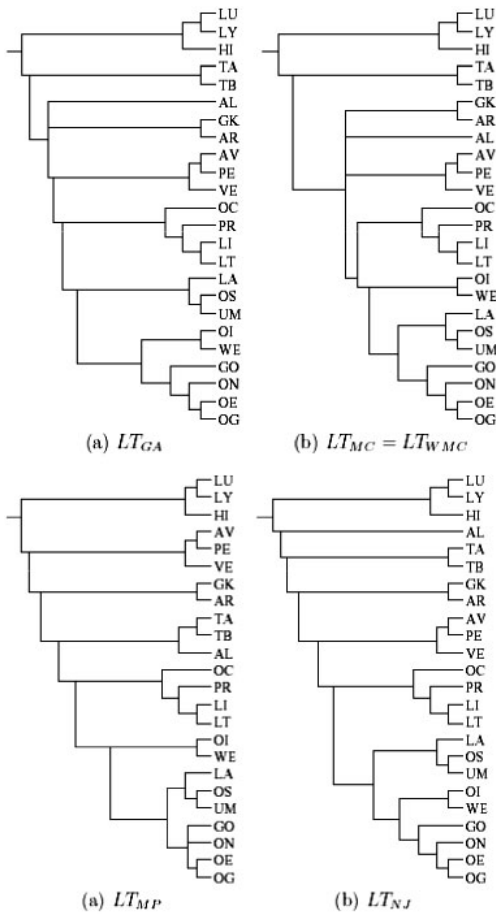 LU
LY
HI
TA
TB
AL
GK
AR
AV
PE
VE
OC
PR
LI
LT
LA
OS
UM
OI
WE
GO
ON
OE
OG
(a) LT_GA
LU
LY
HI
TA
TB
GK
AR
AL
AV
PE
VE
OC
PR
LI
LT
OI
WE
LA
OS
UM
GO
ON
OE
OG
(b) LT_MC = LT_WMC
LU
LY
HI
AV
PE
VE
GK
AR
TA
TB
AL
OC
PR
LI
LT
OI
WE
LA
OS
UM
GO
ON
OE
OG
(a) LT_MP
LU
LY
HI
AL
TA
TB
GK
AR
AV
PE
VE
OC
PR
LI
LT
LA
OS
UM
OI
WE
GO
ON
OE
OG
(b) LT_NJ